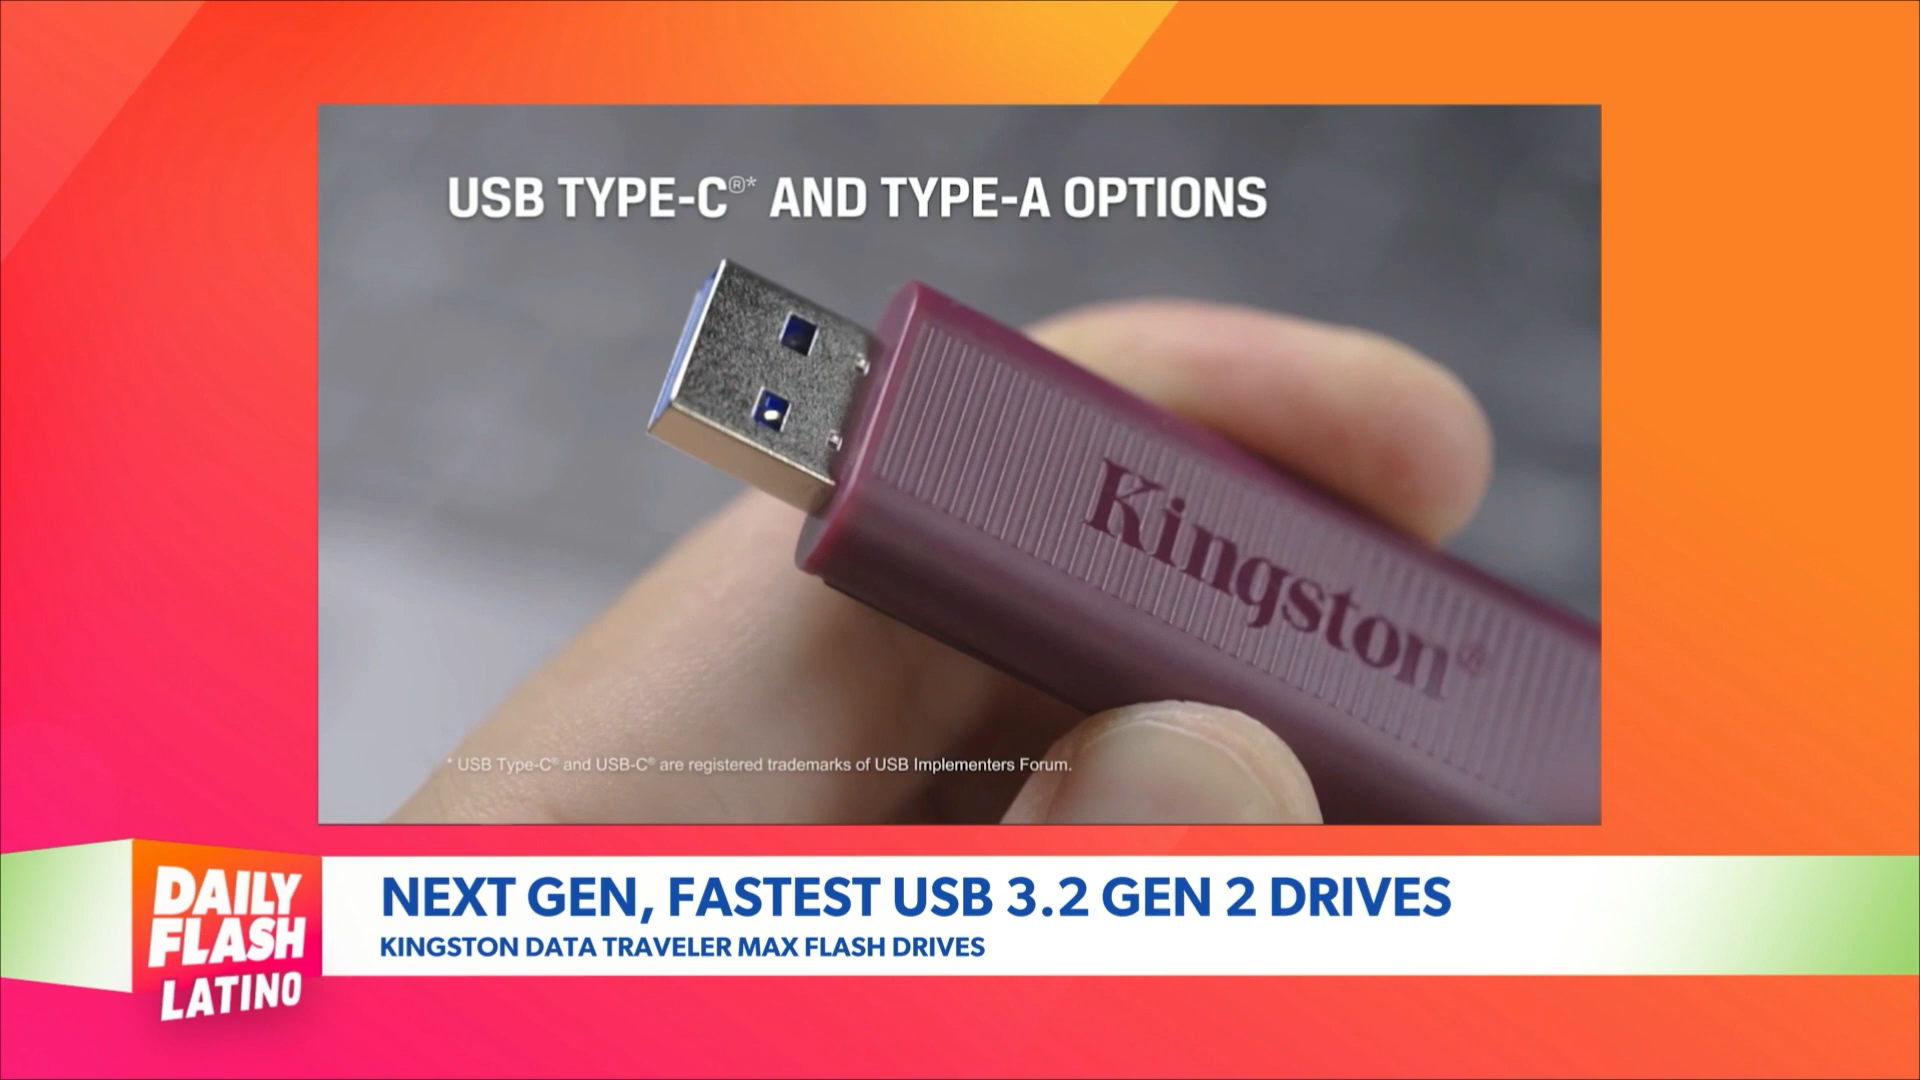 USB TYPE-C®* AND TYPE-A OPTIONS
Kingston®
* USB Type-C® and USB-C® are registered trademarks of USB Implementers Forum.
DAILY
FLASH
LATINO
NEXT GEN, FASTEST USB 3.2 GEN 2 DRIVES
KINGSTON DATA TRAVELER MAX FLASH DRIVES